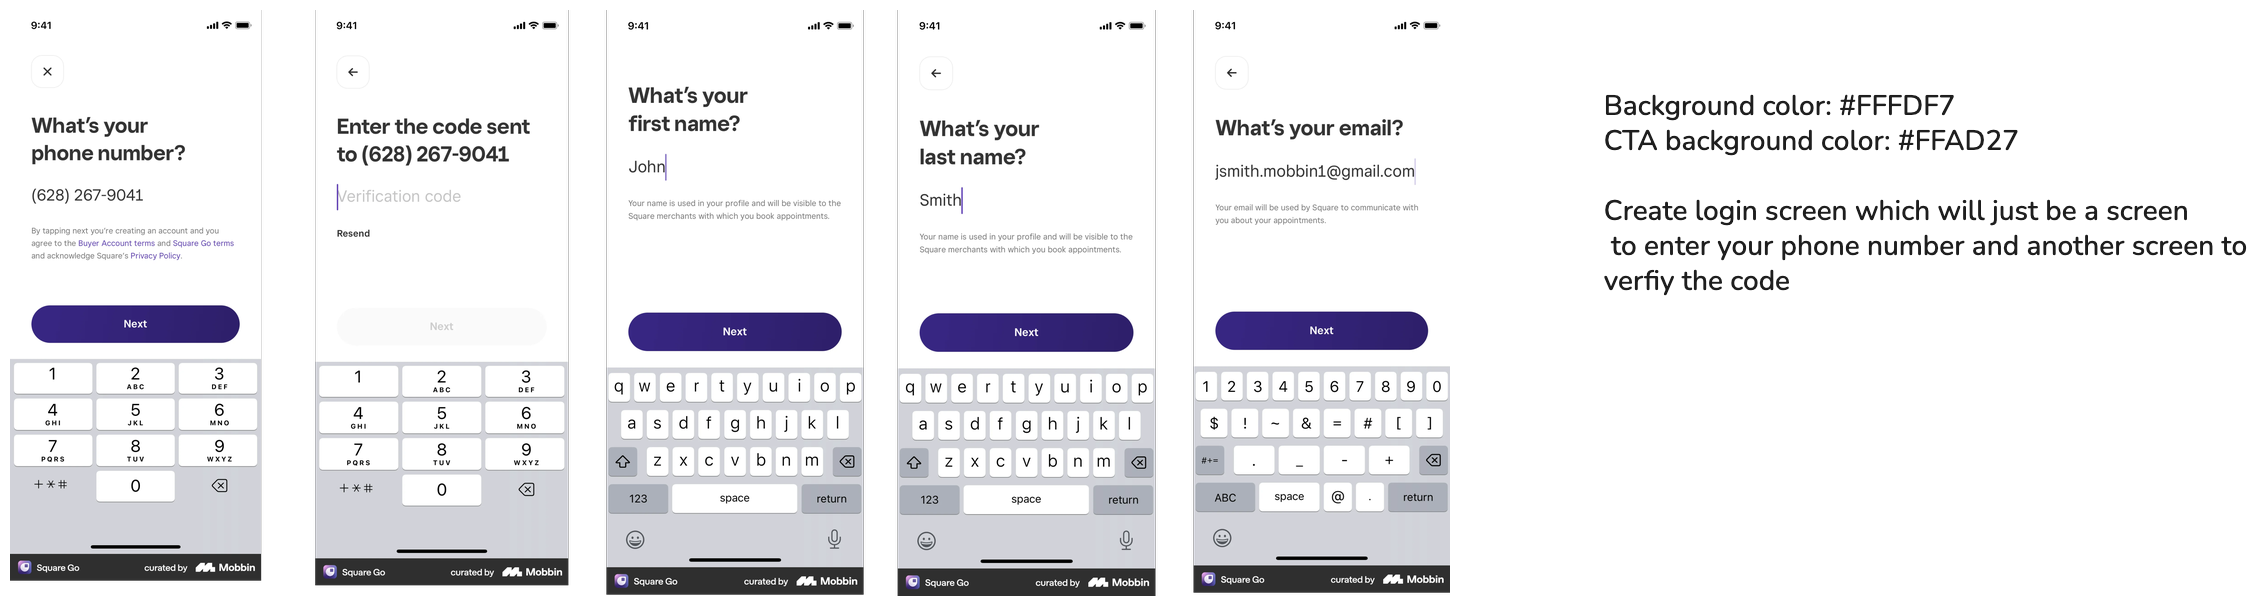 9:41
What's your
phone number?
(628) 267-9041
By tapping next you're creating an account and you
agree to the Buyer Account terms and Square Go terms
and acknowledge Square's Privacy Policy.
Next
1
2
ABC
3
DEF
4
GHI
5
JKL
6
MNO
7
PQRS
8
TUV
9
WXYZ
+*#
0
Square Go
curated by
Mobbin
9:41
Enter the code sent
to (628) 267-9041
Verification code
Resend
Next
1
2
ABC
3
DEF
4
GHI
5
JKL
6
MNO
7
PQRS
8
TUV
9
WXYZ
+*#
0
Square Go
curated by
Mobbin
9:41
What's your
first name?
John
Your name is used in your profile and will be visible to the
Square merchants with which you book appointments.
Next
q w e r t y u i o p
a s d f g h j k l
z x c v b n m
123 space return
Square Go
curated by
Mobbin
9:41
What's your
last name?
Smith
Your name is used in your profile and will be visible to the
Square merchants with which you book appointments.
Next
q w e r t y u i o p
a s d f g h j k l
z x c v b n m
123 space return
Square Go
curated by
Mobbin
9:41
What's your email?
jsmith.mobbin1@gmail.com
Your email will be used by Square to communicate with
you about your appointments.
Next
1 2 3 4 5 6 7 8 9 0
$ ! ~ & = # [ ]
#+= . _ - +
ABC space @ . return
Square Go
curated by
Mobbin
Background color: #FFFDF7
CTA background color: #FFAD27
Create login screen which will just be a screen
to enter your phone number and another screen to
verfiy the code